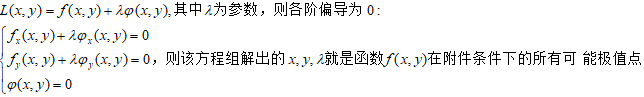 L(x, y) = f(x, y) + λφ(x, y),其中λ为参数，则各阶偏导为 0:
f_x(x, y) + λφ_x(x, y) = 0
f_y(x, y) + λφ_y(x, y) = 0，则该方程组解出的 x, y, λ就是函数f(x, y)在附件条件下的所有可 能极值点
φ(x, y) = 0